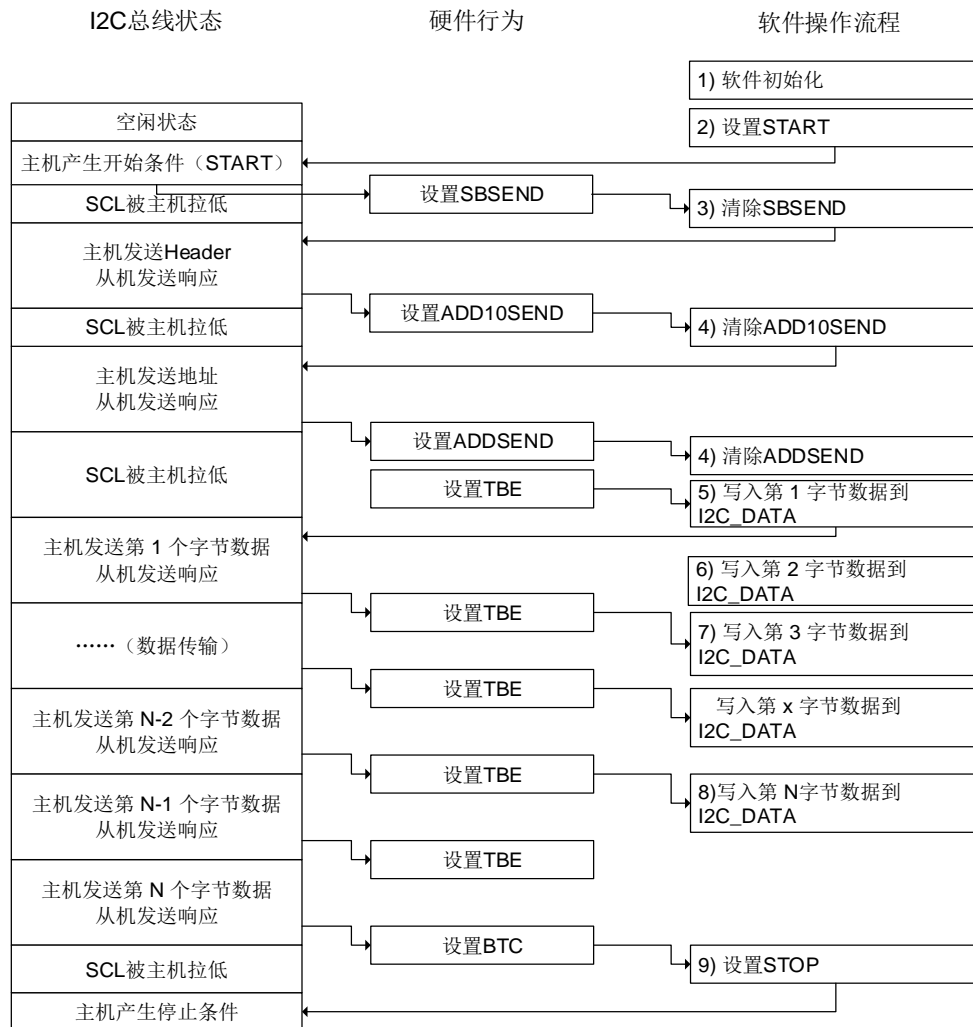 I2C总线状态
硬件行为
软件操作流程
1) 软件初始化
空闲状态
2) 设置START
主机产生开始条件（START）
SCL被主机拉低
设置SBSEND
3) 清除SBSEND
主机发送Header
从机发送响应
设置ADD10SEND
SCL被主机拉低
4) 清除ADD10SEND
主机发送地址
从机发送响应
设置ADDSEND
4) 清除ADDSEND
SCL被主机拉低
设置TBE
5) 写入第 1 字节数据到
I2C_DATA
主机发送第 1 个字节数据
从机发送响应
6) 写入第 2 字节数据到
I2C_DATA
设置TBE
7) 写入第 3 字节数据到
I2C_DATA
……（数据传输）
设置TBE
写入第 x 字节数据到
I2C_DATA
主机发送第 N-2 个字节数据
从机发送响应
设置TBE
8)写入第 N字节数据到
I2C_DATA
主机发送第 N-1 个字节数据
从机发送响应
设置TBE
主机发送第 N 个字节数据
从机发送响应
设置BTC
SCL被主机拉低
9) 设置STOP
主机产生停止条件